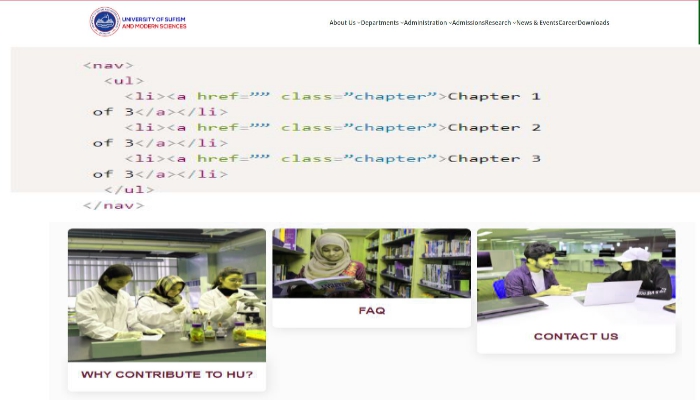 UNIVERSITY OF SUFISM
AND MODERN SCIENCES
About Us Departments Administration Admissions Research News & Events Career Downloads
<nav>
<ul>
<li><a href="" class="chapter">Chapter 1
of 3</a></li>
<li><a href="" class="chapter">Chapter 2
of 3</a></li>
<li><a href="" class="chapter">Chapter 3
of 3</a></li>
</ul>
</nav>
FAQ
CONTACT US
WHY CONTRIBUTE TO HU?